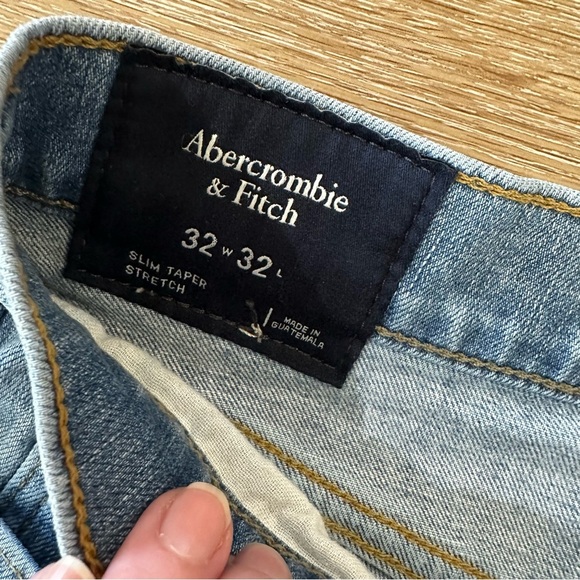 Abercrombie
& Fitch
32 W 32 L
SLIM TAPER
STRETCH
MADE IN
GUATEMALA